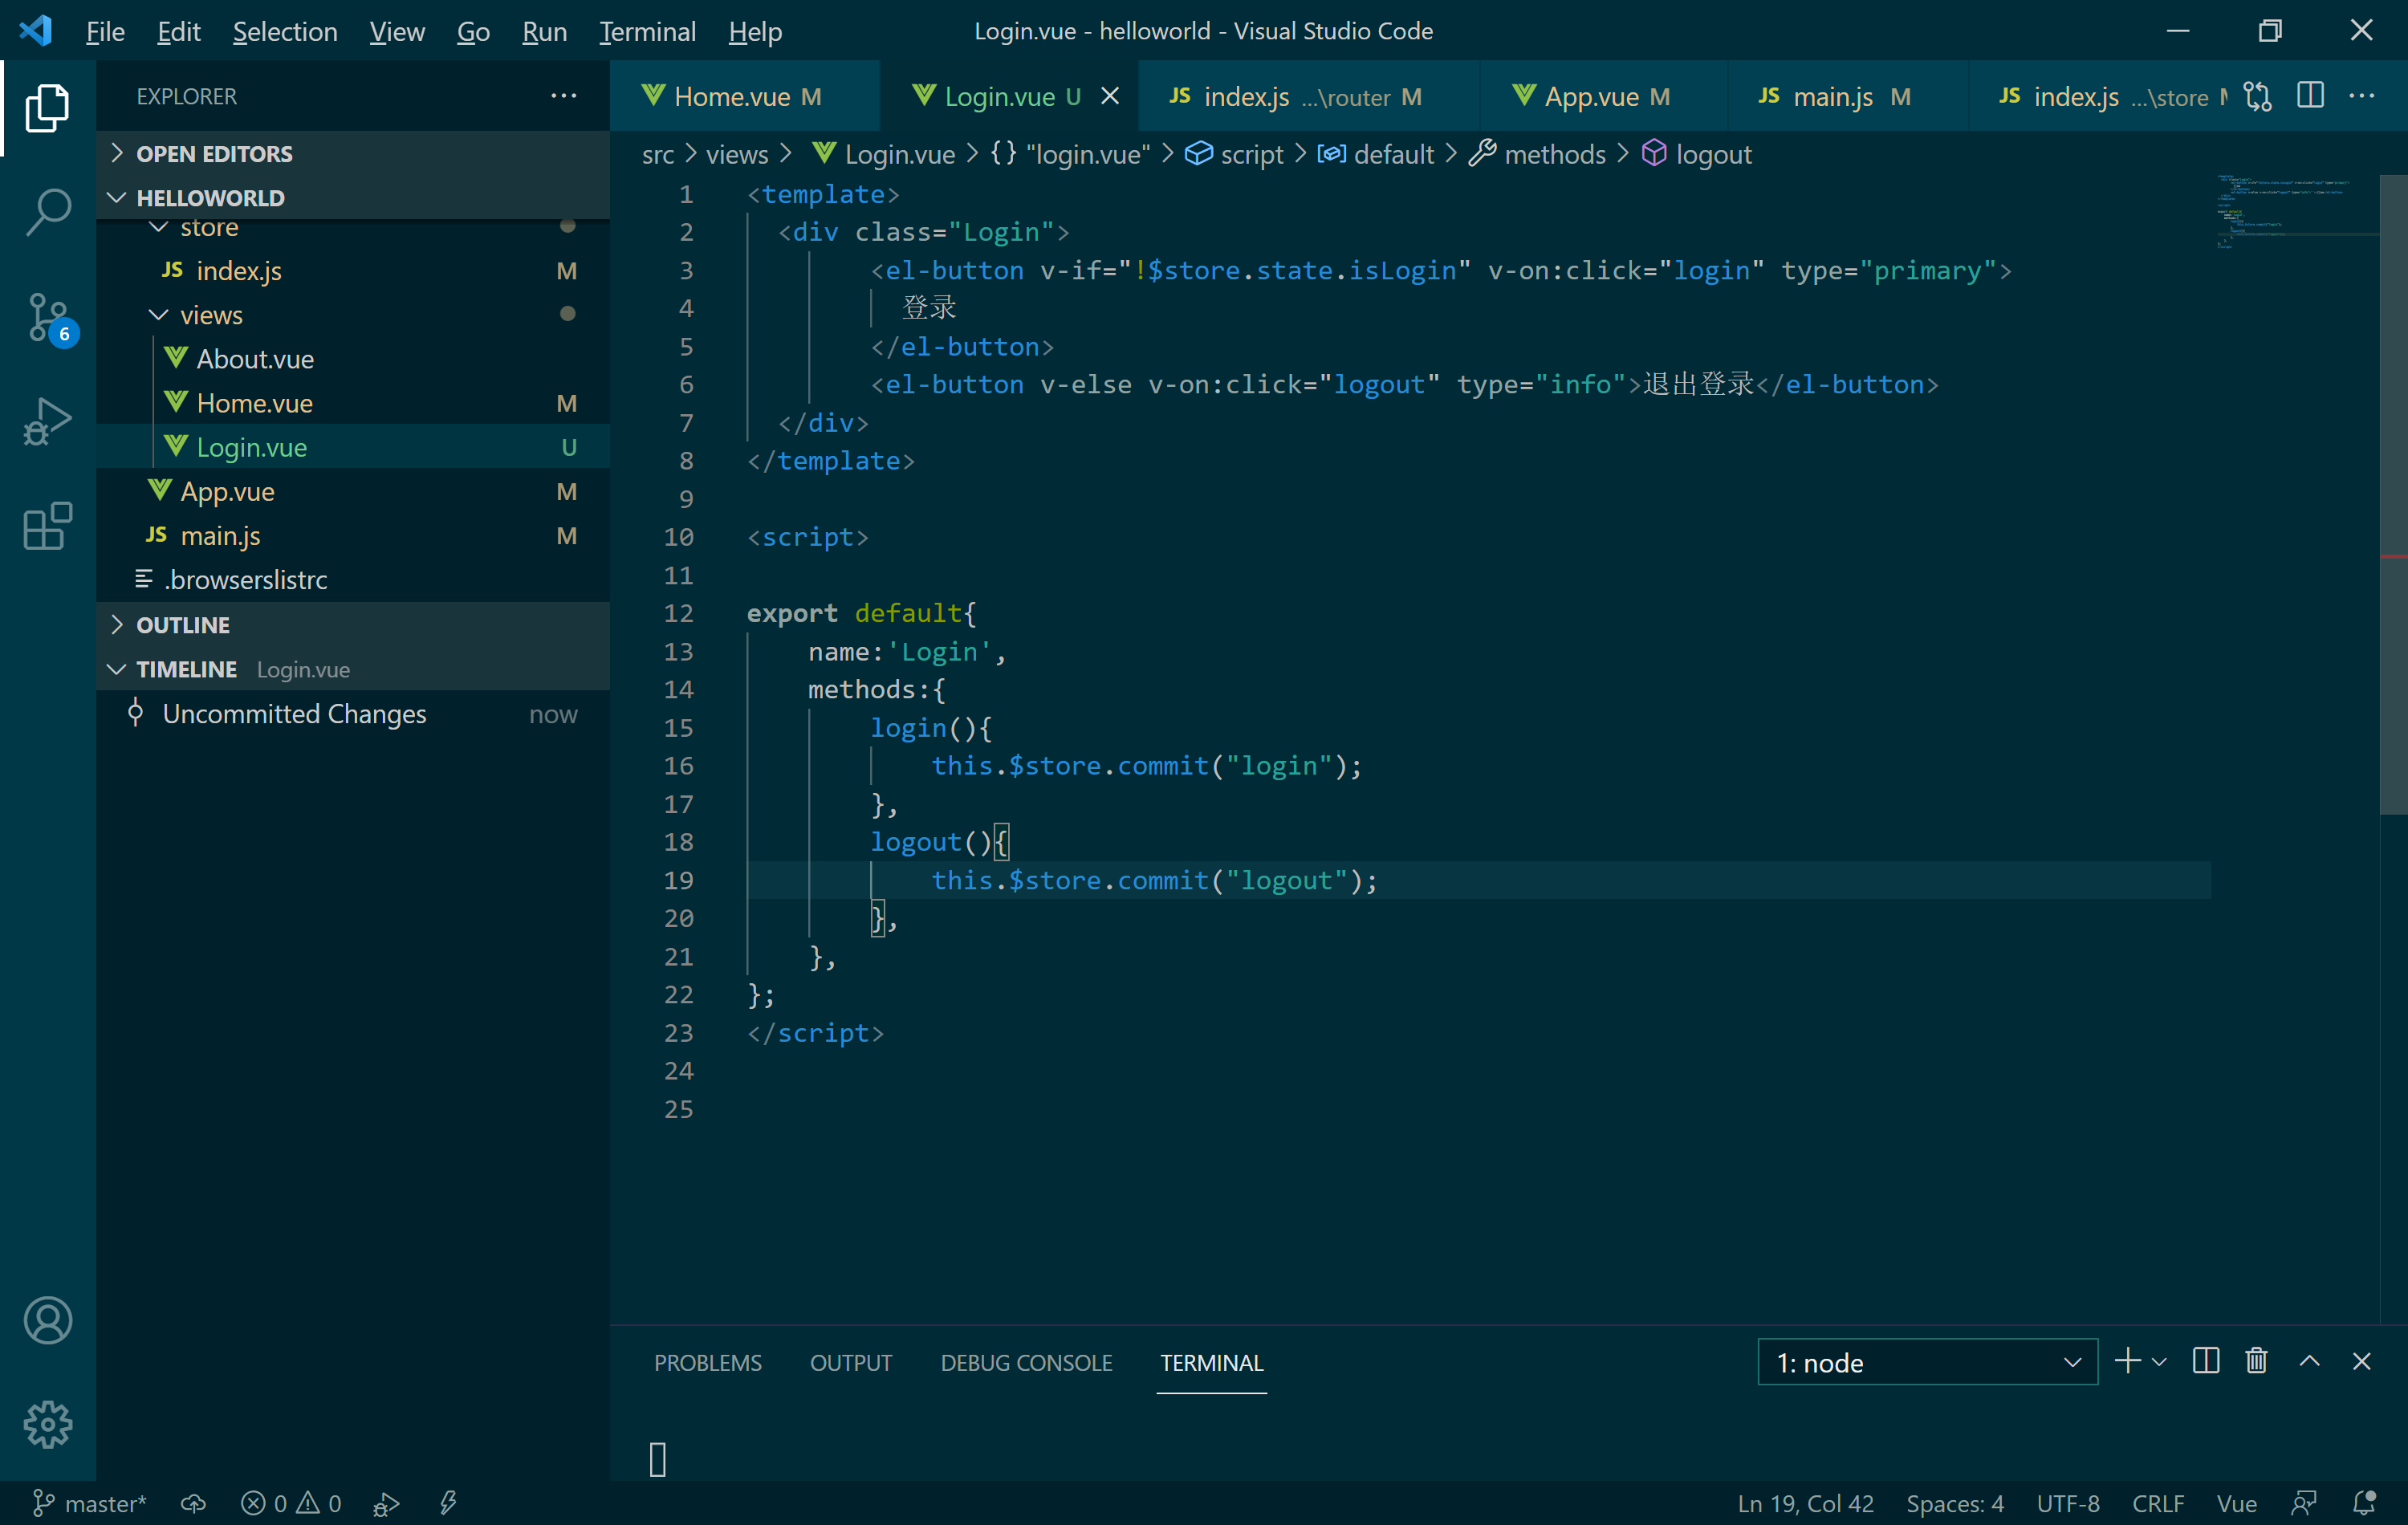 File Edit Selection View Go Run Terminal Help
Login.vue - helloworld - Visual Studio Code
EXPLORER
OPEN EDITORS
HELLOWORLD
store
JS index.js M
views
About.vue
Home.vue M
Login.vue U
App.vue M
JS main.js M
.browserslistrc
OUTLINE
TIMELINE Login.vue
Uncommitted Changes now
6
Home.vue M Login.vue U JS index.js ...\router M App.vue M JS main.js M JS index.js ...\store
src > views > Login.vue > {} "login.vue" > script > default > methods > logout
1 <template>
2 <div class="Login">
3 <el-button v-if="!$store.state.isLogin" v-on:click="login" type="primary">
4 登录
5 </el-button>
6 <el-button v-else v-on:click="logout" type="info">退出登录</el-button>
7 </div>
8 </template>
9
10 <script>
11
12 export default{
13 name:'Login',
14 methods:{
15 login(){
16 this.$store.commit("login");
17 },
18 logout(){
19 this.$store.commit("logout");
20 },
21 },
22 };
23 </script>
24
25
PROBLEMS OUTPUT DEBUG CONSOLE TERMINAL 1: node
master* 0 0 Ln 19, Col 42 Spaces: 4 UTF-8 CRLF Vue